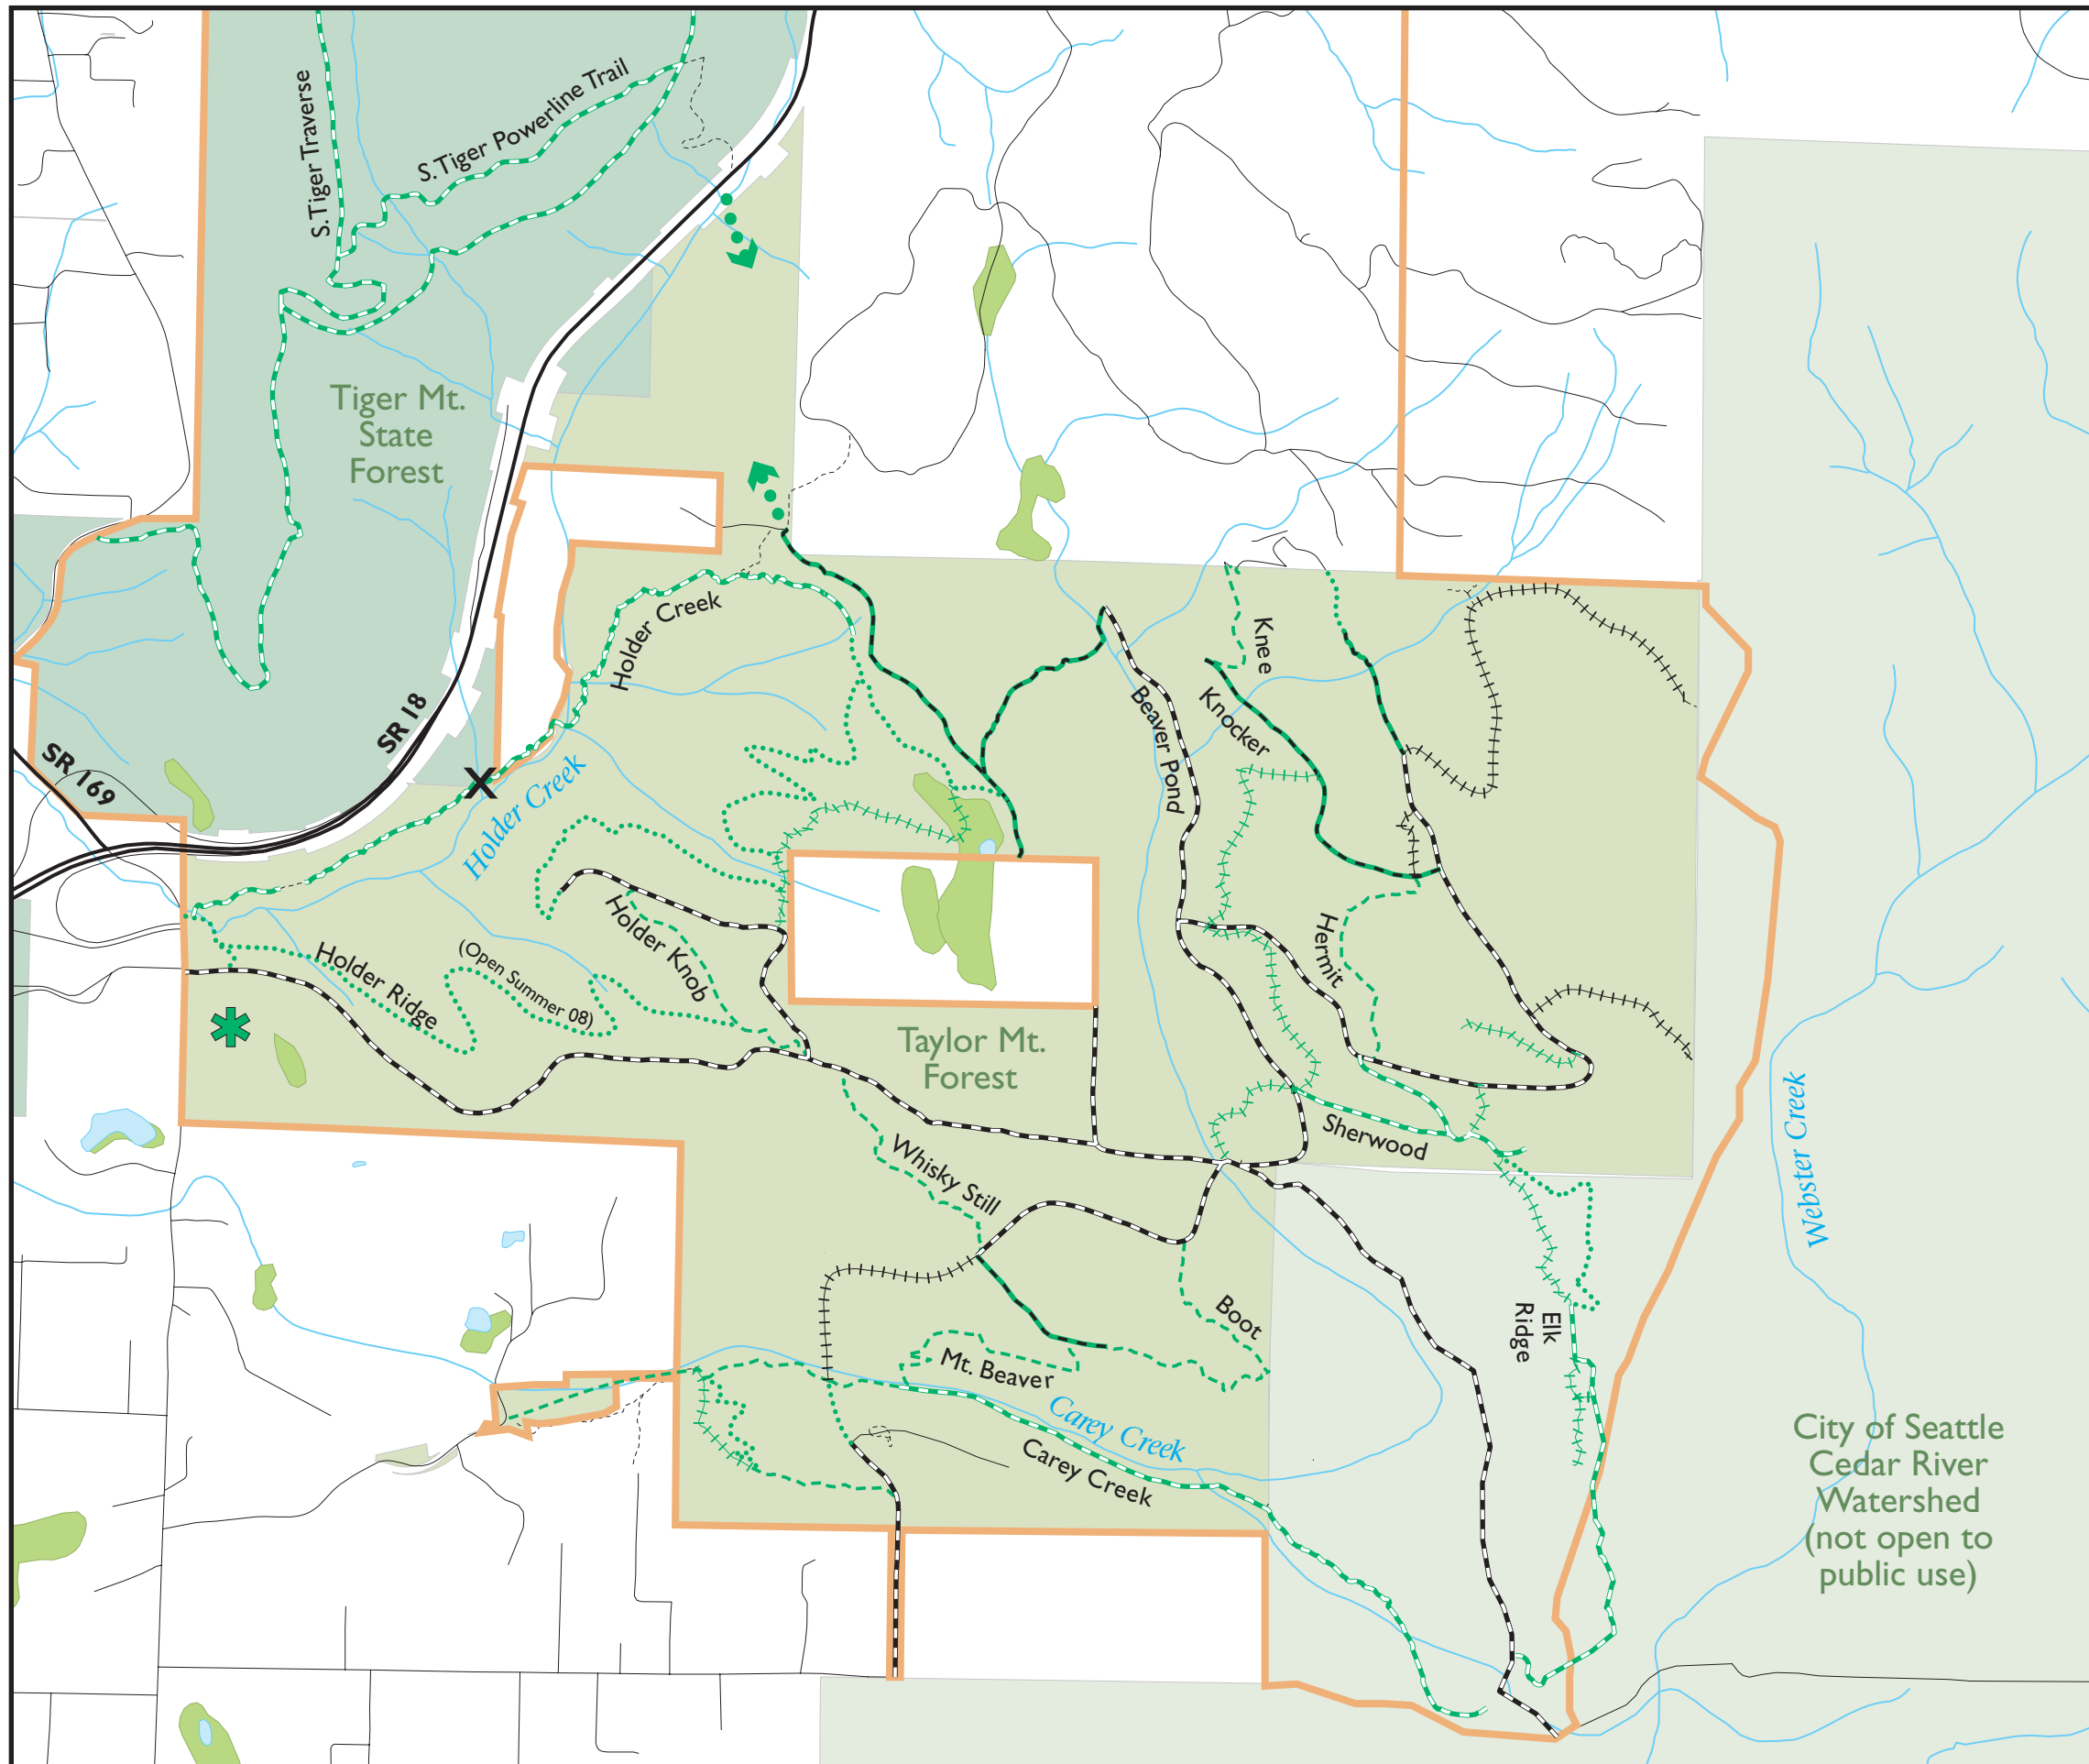 S. Tiger Traverse
S. Tiger Powerline Trail
Tiger Mt.
State
Forest
Holder Creek
Knee
Knocker
Beaver Pond
SR 18
SR 169
X
Holder Creek
Hermit
Holder Knob
Holder Ridge
(Open Summer 08)
Taylor Mt.
Forest
Sherwood
Whisky Still
Webster Creek
Elk
Ridge
Boot
Mt. Beaver
Carey Creek
Carey Creek
City of Seattle
Cedar River
Watershed
(not open to
public use)